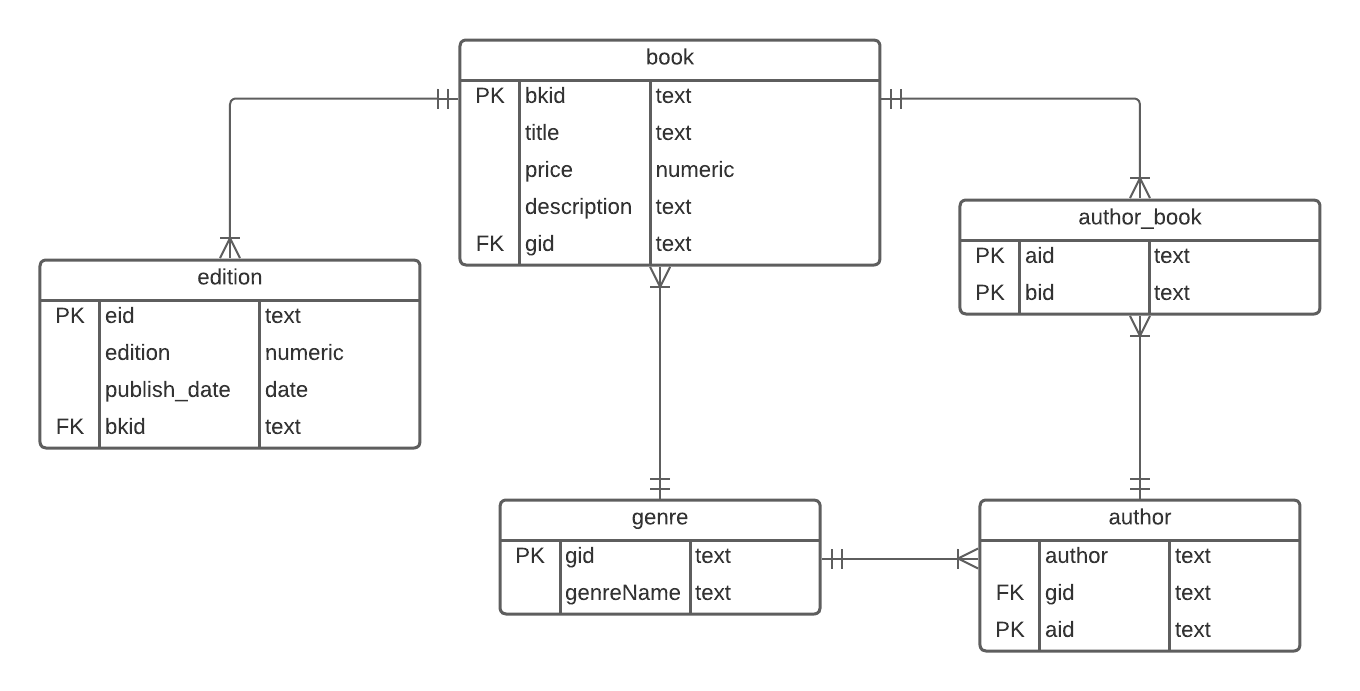 book
PK bkid text
title text
price numeric
description text
FK gid text
author_book
PK aid text
PK bid text
edition
PK eid text
edition numeric
publish_date date
FK bkid text
genre
PK gid text
genreName text
author
author text
FK gid text
PK aid text